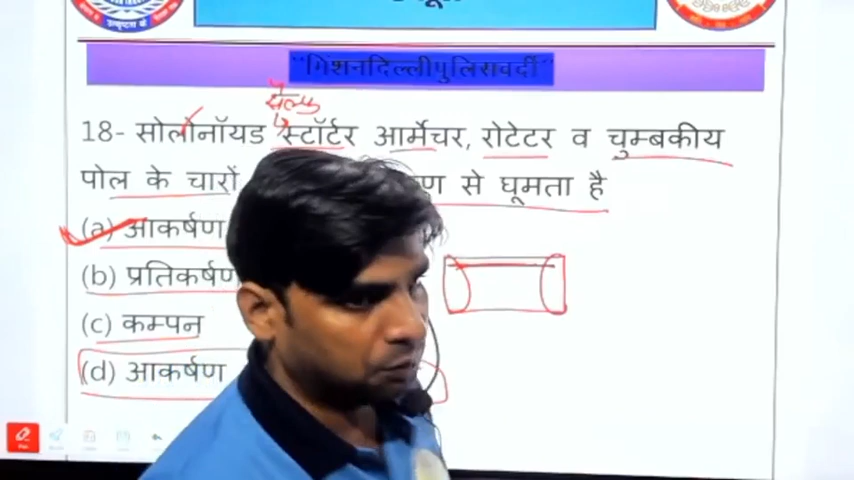 "मिशनदिल्लीपुलिसवर्दी"
सेल्फ
18- सोलोनॉयड स्टॉर्टर आर्मेचर, रोटेटर व चुम्बकीय
पोल के चारों से घूमता है
(a) आकर्षण
(b) प्रतिकर्षण
(c) कम्पन
(d) आकर्षण